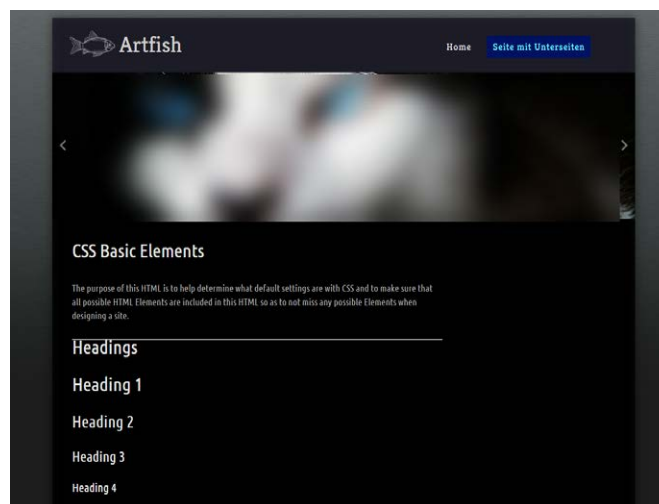 Artfish
Home
Seite mit Unterseiten
CSS Basic Elements
The purpose of this HTML is to help determine what default settings are with CSS and to make sure that
all possible HTML Elements are included in this HTML so as to not miss any possible Elements when
designing a site.
Headings
Heading 1
Heading 2
Heading 3
Heading 4